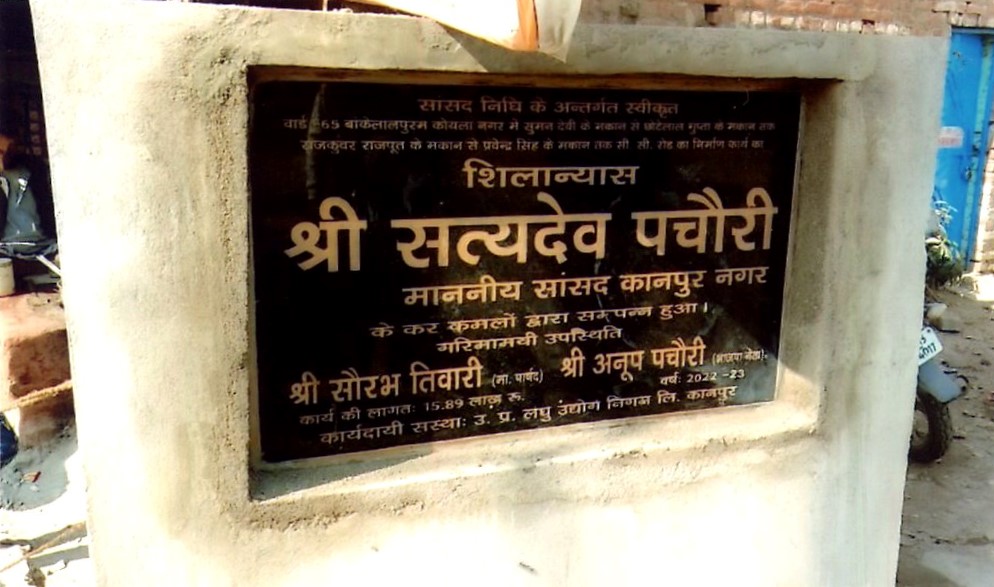 सांसद निधि के अन्तर्गत स्वीकृत
वार्ड -65 बाकेलालपुरम कोयला नगर मे सुमन देवी के मकान से छोटेलाल गुप्ता के मकान तक
राजकुवर राजपूत के मकान से प्रवेन्द्र सिंह के मकान तक सी. सी. रोड का निर्माण कार्य का
शिलान्यास
श्री सत्यदेव पचौरी
माननीय सांसद कानपुर नगर
के कर कमलों द्वारा सम्पन्न हुआ।
गरिमामयी उपस्थिति
श्री सौरभ तिवारी (मा. पार्षद) श्री अनूप पचौरी (भाजपा नेता)
कार्य की लागतः 15.89 लाख रू. वर्षः 2022 -23
कार्यदायी सस्थाः उ. प्र. लघु उद्योग निगम लि. कानपुर